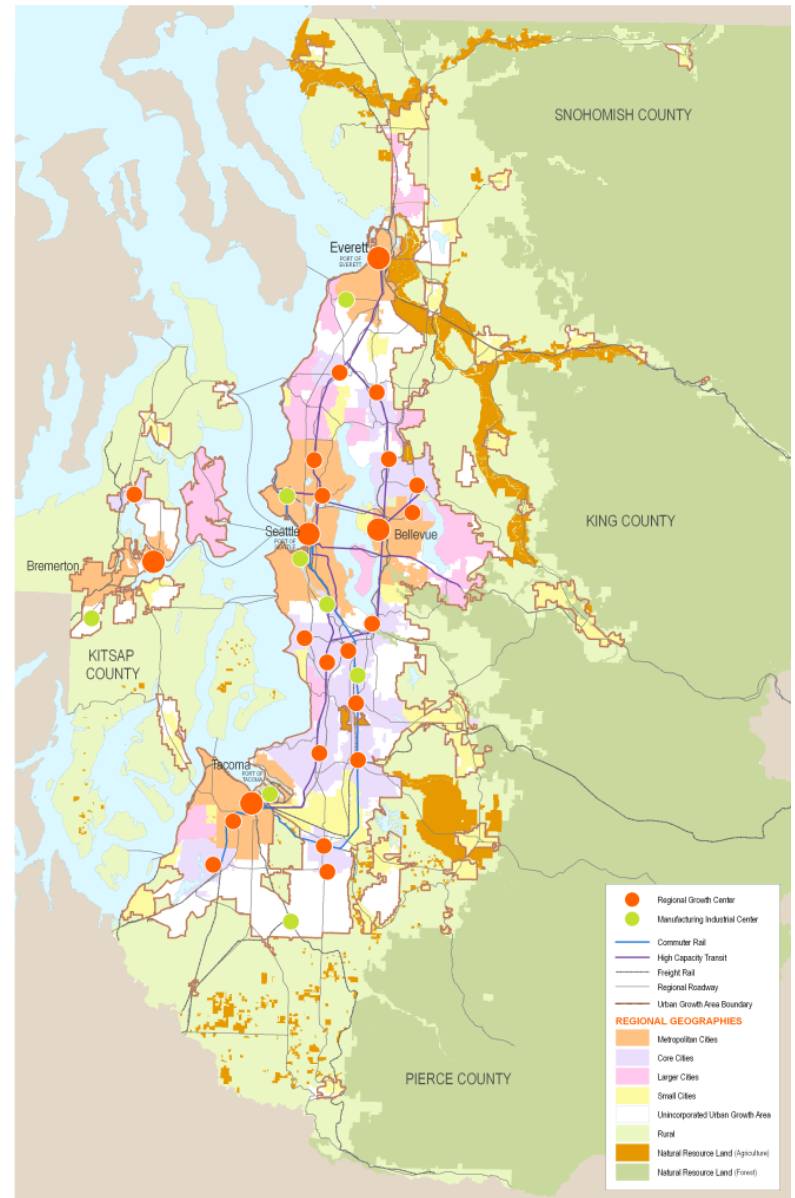 SNOHOMISH COUNTY
Everett
PORT OF
EVERETT
KING COUNTY
Seattle
PORT OF
SEATTLE
Bellevue
Bremerton
KITSAP
COUNTY
Tacoma
PORT OF
TACOMA
PIERCE COUNTY
Regional Growth Center
Manufacturing Industrial Center
Commuter Rail
High Capacity Transit
Freight Rail
Regional Roadway
Urban Growth Area Boundary
REGIONAL GEOGRAPHIES
Metropolitan Cities
Core Cities
Larger Cities
Small Cities
Unincorporated Urban Growth Area
Rural
Natural Resource Land (Agriculture)
Natural Resource Land (Forest)